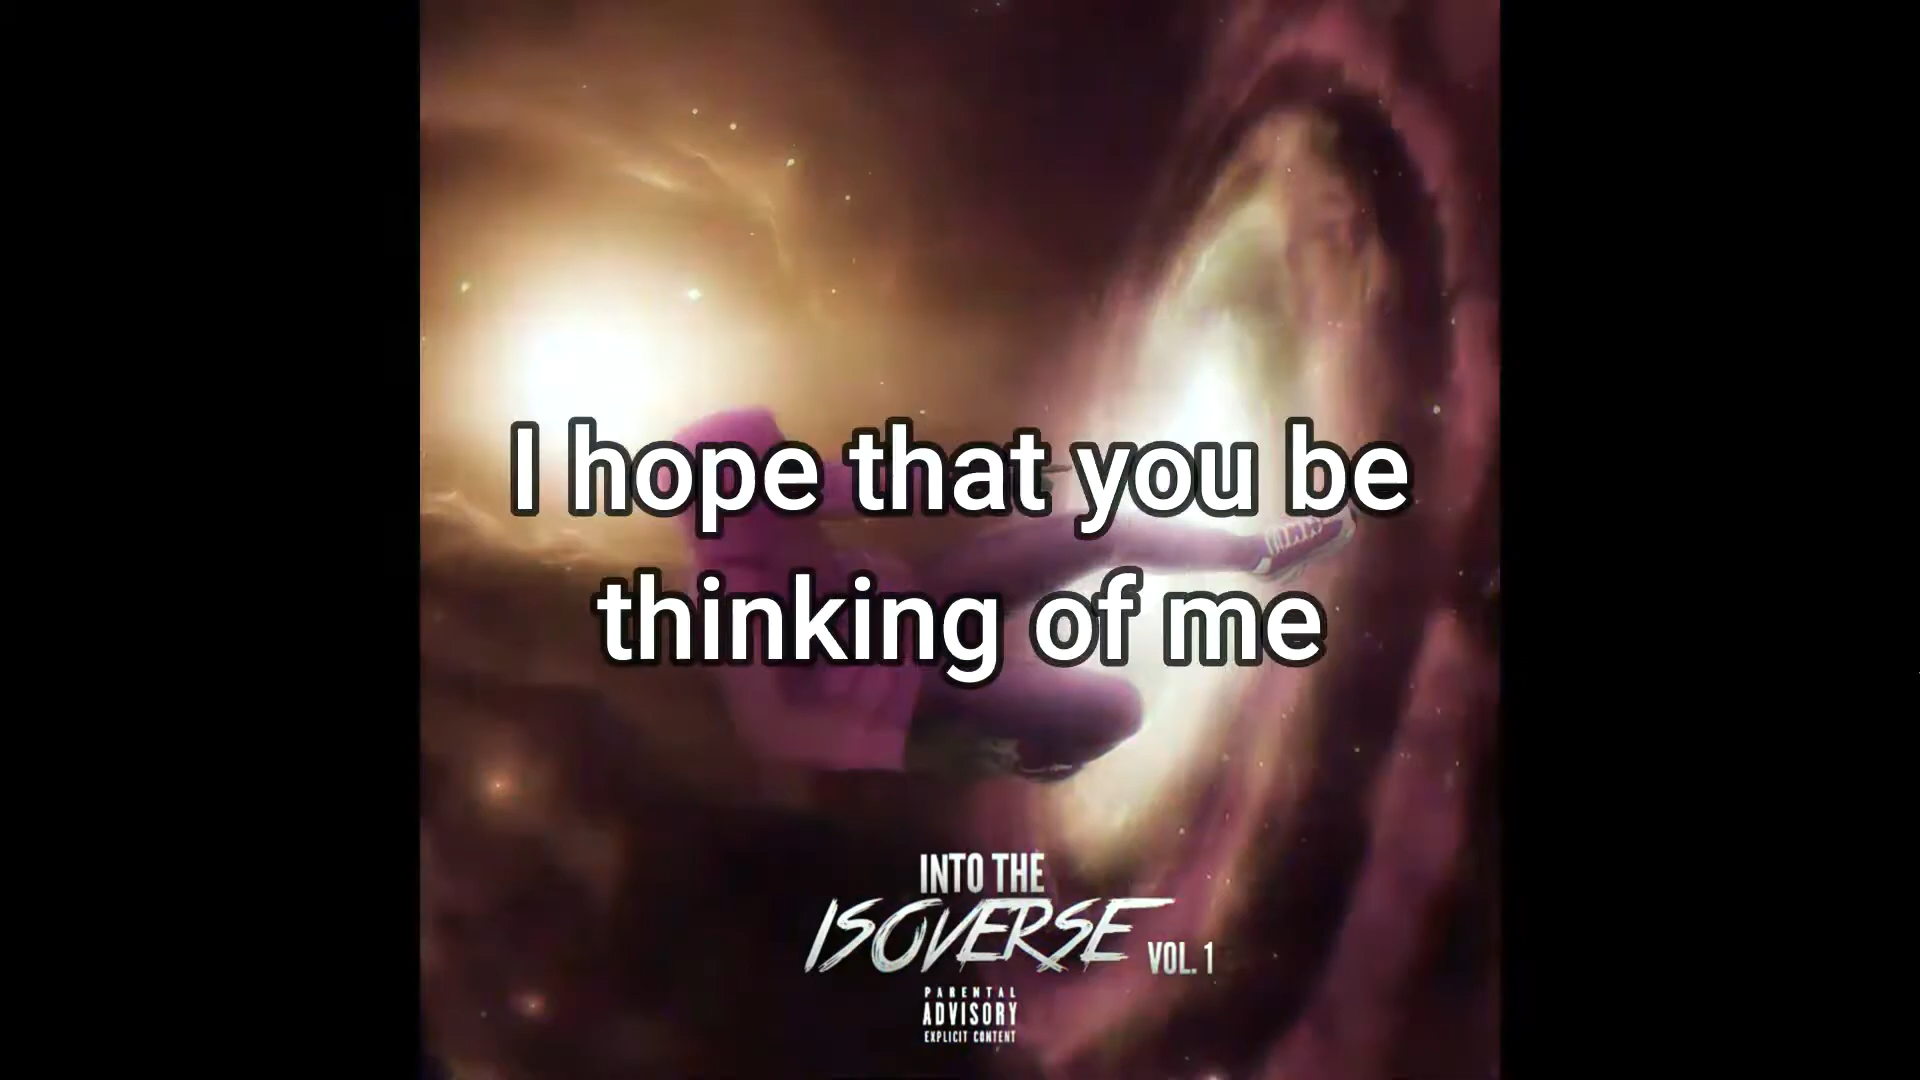 I hope that you be
thinking of me
INTO THE
ISOVERSE VOL. 1
PARENTAL
ADVISORY
EXPLICIT CONTENT